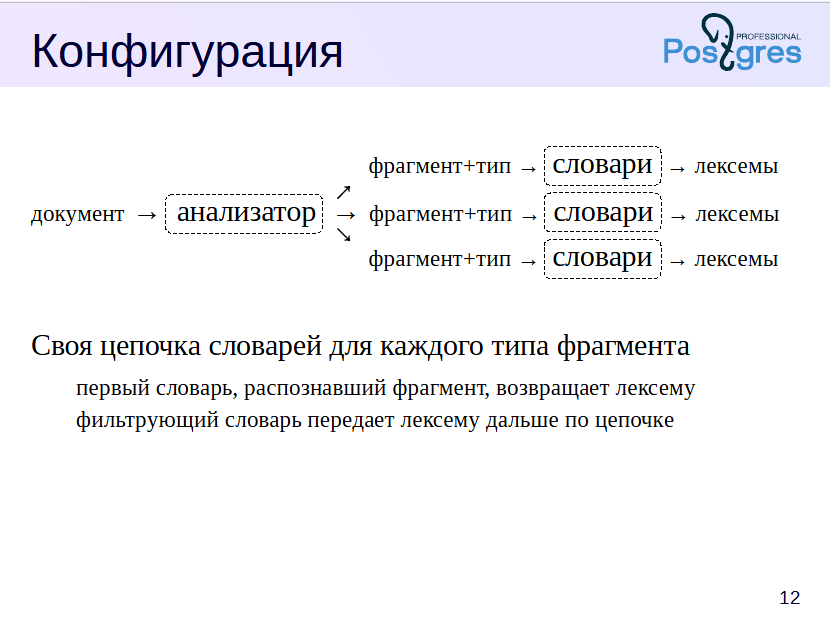 Конфигурация
PROFESSIONAL
Postgres
фрагмент+тип → словари → лексемы
документ → анализатор → фрагмент+тип → словари → лексемы
фрагмент+тип → словари → лексемы
Своя цепочка словарей для каждого типа фрагмента
первый словарь, распознавший фрагмент, возвращает лексему
фильтрующий словарь передает лексему дальше по цепочке
12